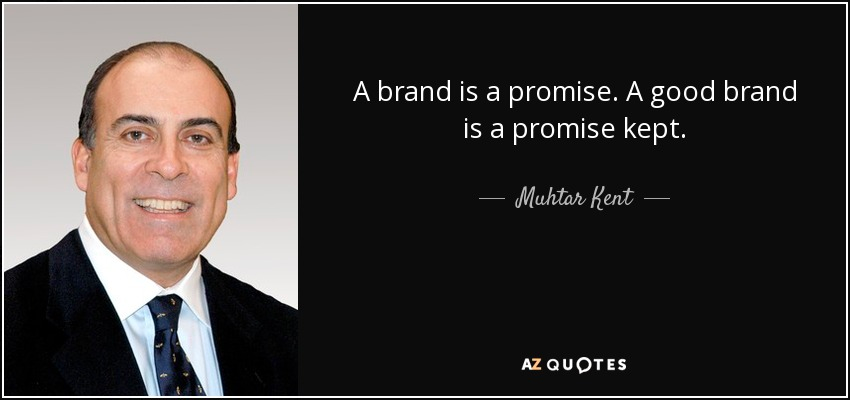 A brand is a promise. A good brand
is a promise kept.
Muhtar Kent
AZ QUOTES